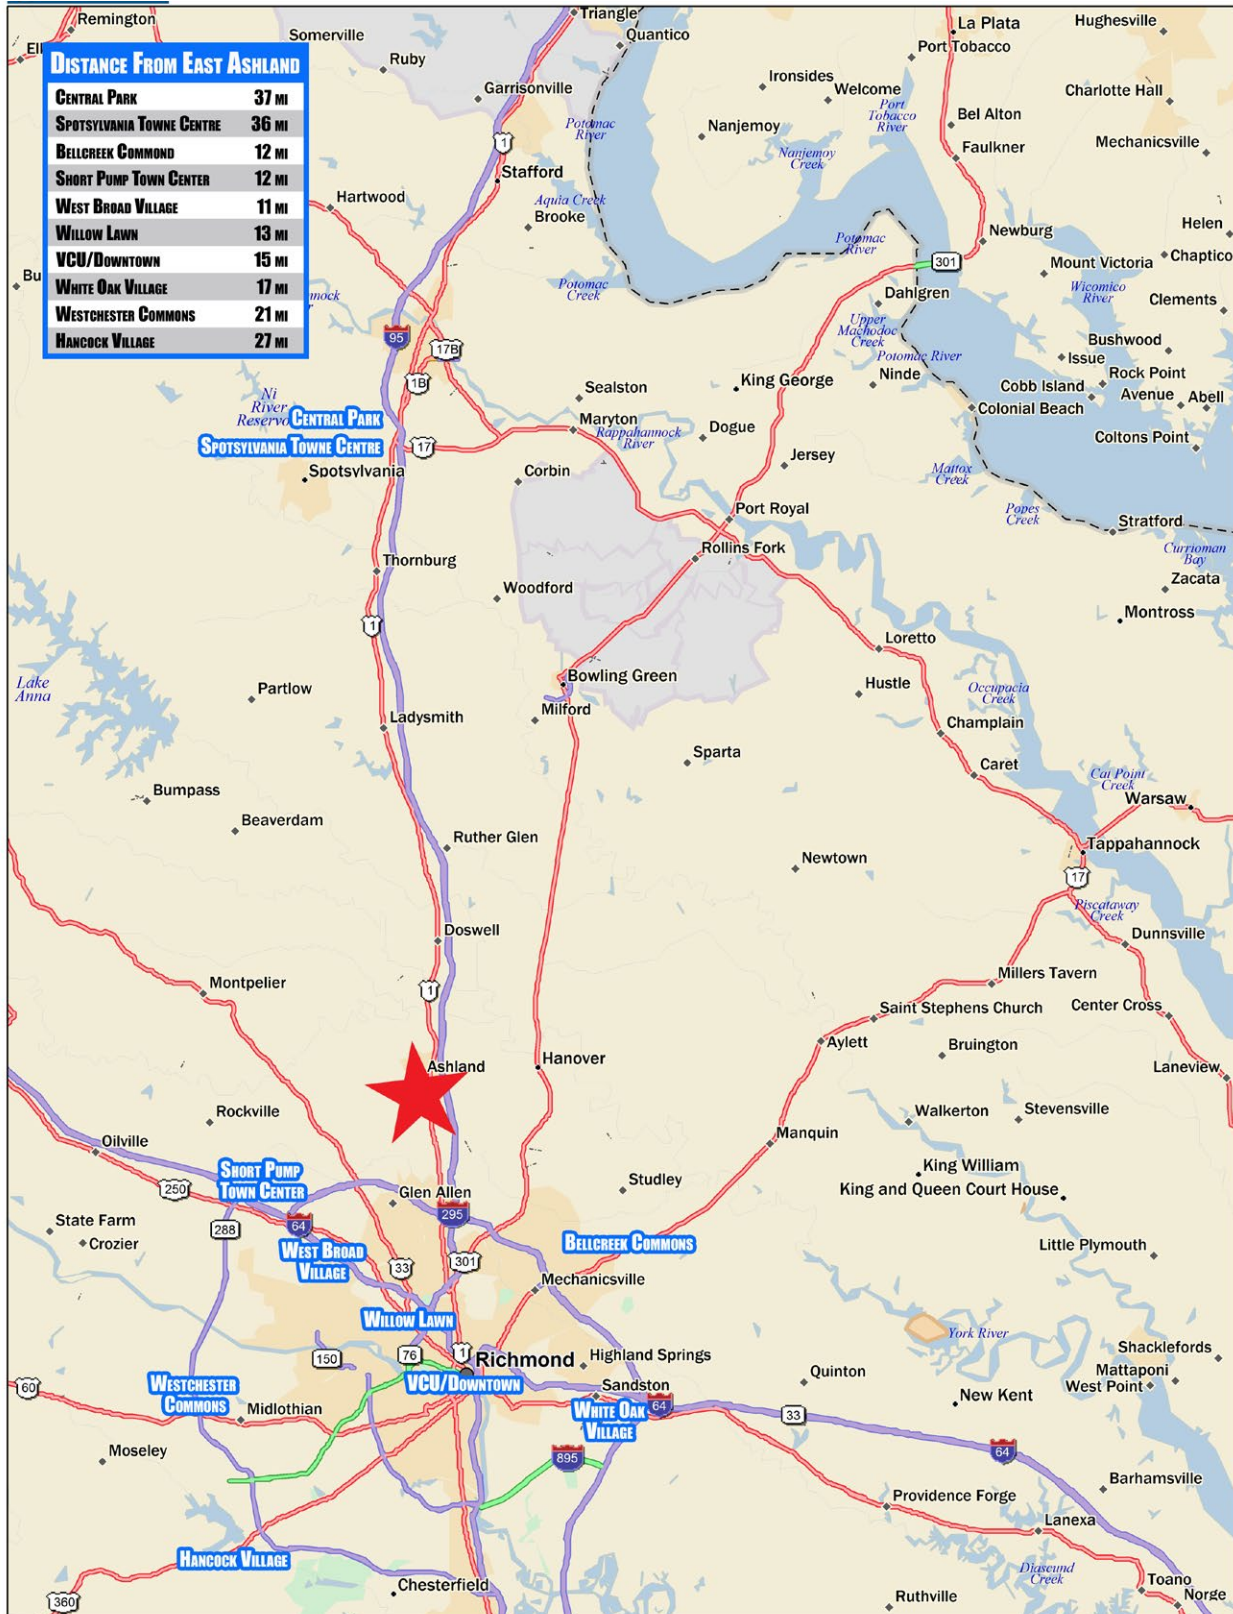 Remington
Somerville
Triangle
Quantico
La Plata
Hughesville
Port Tobacco
Ruby
Ironsides
Welcome
Port
Tobacco
River
Charlotte Hall
Garrisonville
DISTANCE FROM EAST ASHLAND
CENTRAL PARK 37 MI
SPOTSYLVANIA TOWNE CENTRE 36 MI
BELLCREEK COMMOND 12 MI
SHORT PUMP TOWN CENTER 12 MI
WEST BROAD VILLAGE 11 MI
WILLOW LAWN 13 MI
VCU/DOWNTOWN 15 MI
WHITE OAK VILLAGE 17 MI
WESTCHESTER COMMONS 21 MI
HANCOCK VILLAGE 27 MI
Potomac
River
Nanjemoy
Bel Alton
Mechanicsville
1
Nanjemoy
Creek
Faulkner
Stafford
Hartwood
Aquia Creek
Brooke
Helen
Newburg
Potomac
River
Chaptico
301
Mount Victoria
Potomac
Creek
Dahlgren
Wicomico
River
Clements
Upper
Machodoc
Creek
95
17B
Bushwood
Potomac River
Issue
Ninde
Rock Point
1B
Sealston
King George
Cobb Island
Avenue
Abell
Ni
River
Colonial Beach
CENTRAL PARK
Maryton
Rappahannock
River
Dogue
Coltons Point
SPOTSYLVANIA TOWNE CENTRE
17
Spotsylvania
Corbin
Jersey
Mattox
Creek
Port Royal
Popes
Creek
Stratford
Rollins Fork
Currioman
Bay
Thornburg
Zacata
Woodford
Montross
1
Loretto
Lake
Anna
Partlow
Bowling Green
Hustle
Occupacia
Creek
Milford
Ladysmith
Champlain
Sparta
Caret
Cat Point
Creek
Bumpass
Warsaw
Beaverdam
Ruther Glen
Tappahannock
Newtown
17
Piscataway
Creek
Doswell
Dunnsville
Montpelier
1
Millers Tavern
Saint Stephens Church
Center Cross
Aylett
Hanover
Bruington
Ashland
Laneview
Rockville
Walkerton
Stevensville
Oilville
Manquin
SHORT PUMP
TOWN CENTER
Studley
King William
250
Glen Allen
King and Queen Court House
295
State Farm
288
64
Crozier
WEST BROAD
VILLAGE
BELLCREEK COMMONS
Little Plymouth
33
301
Mechanicsville
WILLOW LAWN
York River
Shacklefords
150
76
1
Richmond
Highland Springs
Mattaponi
60
WESTCHESTER
COMMONS
VCU/DOWNTOWN
Sandston
Quinton
West Point
New Kent
Midlothian
WHITE OAK
VILLAGE
64
33
Moseley
895
64
Barhamsville
Providence Forge
Lanexa
HANCOCK VILLAGE
Diascund
Creek
Chesterfield
Toano
360
Ruthville
Norge